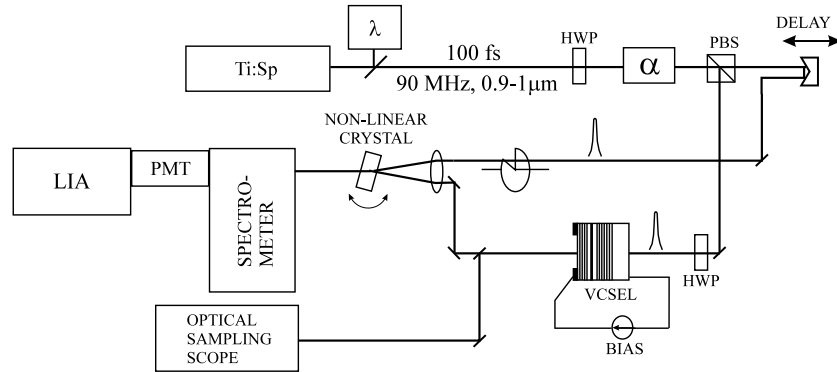 λ
Ti:Sp
100 fs
90 MHz, 0.9-1μm
HWP
α
PBS
DELAY
NON-LINEAR
CRYSTAL
LIA
PMT
SPECTRO-
METER
VCSEL
HWP
BIAS
OPTICAL
SAMPLING
SCOPE